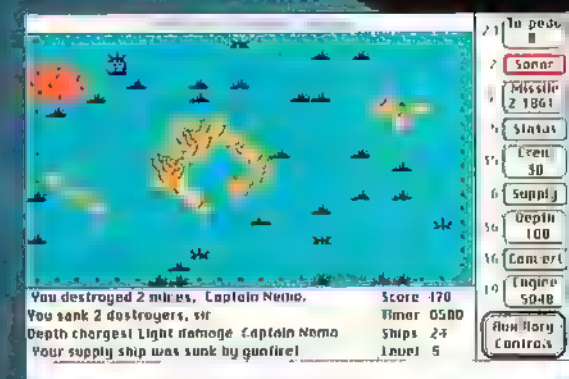 You destroyed 2 mines, Captain Nemo.
Score 170
You sank 2 destroyers, sir
Timer 0500
Depth charges! Light damage Captain Nemo
Ships
Your supply ship was sunk by gunfire!
Level 5
Torpedo
Sonar
Missile
Status
Crew
30
Supply
Depth
100
Convert
Engine
5048
Auxiliary
Controls